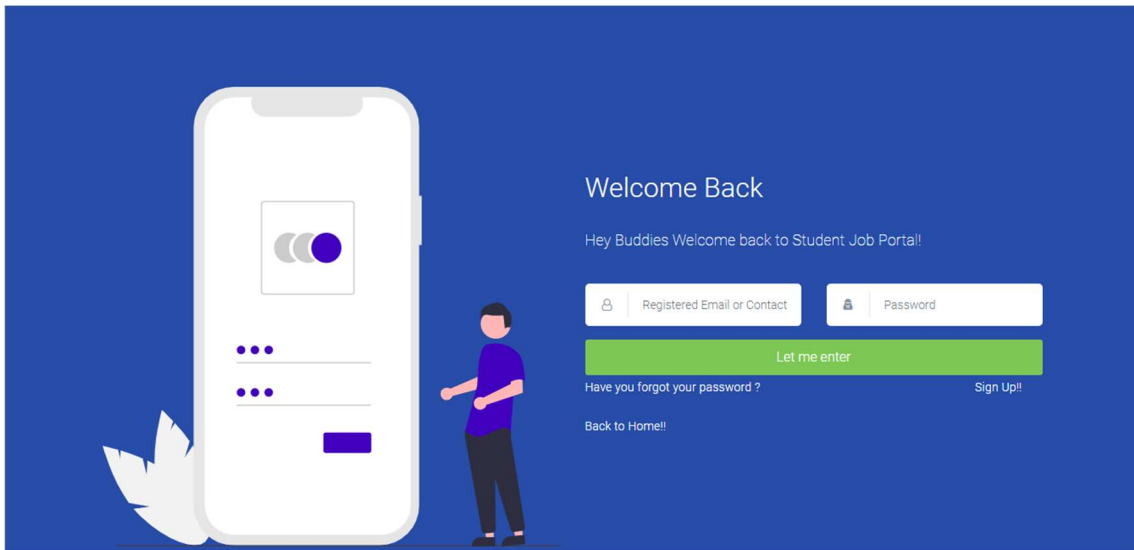 Welcome Back
Hey Buddies Welcome back to Student Job Portal!
Registered Email or Contact
Password
Let me enter
Have you forgot your password ?
Sign Up!!
Back to Home!!